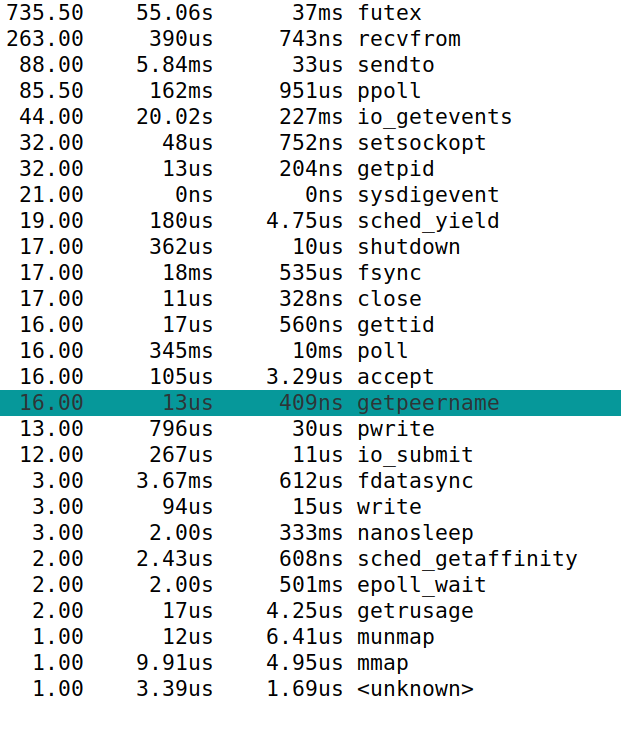 735.50 55.06s 37ms futex
263.00 390us 743ns recvfrom
88.00 5.84ms 33us sendto
85.50 162ms 951us ppoll
44.00 20.02s 227ms io_getevents
32.00 48us 752ns setsockopt
32.00 13us 204ns getpid
21.00 0ns 0ns sysdigevent
19.00 180us 4.75us sched_yield
17.00 362us 10us shutdown
17.00 18ms 535us fsync
17.00 11us 328ns close
16.00 17us 560ns gettid
16.00 345ms 10ms poll
16.00 105us 3.29us accept
16.00 13us 409ns getpeername
13.00 796us 30us pwrite
12.00 267us 11us io_submit
3.00 3.67ms 612us fdatasync
3.00 94us 15us write
3.00 2.00s 333ms nanosleep
2.00 2.43us 608ns sched_getaffinity
2.00 2.00s 501ms epoll_wait
2.00 17us 4.25us getrusage
1.00 12us 6.41us munmap
1.00 9.91us 4.95us mmap
1.00 3.39us 1.69us <unknown>